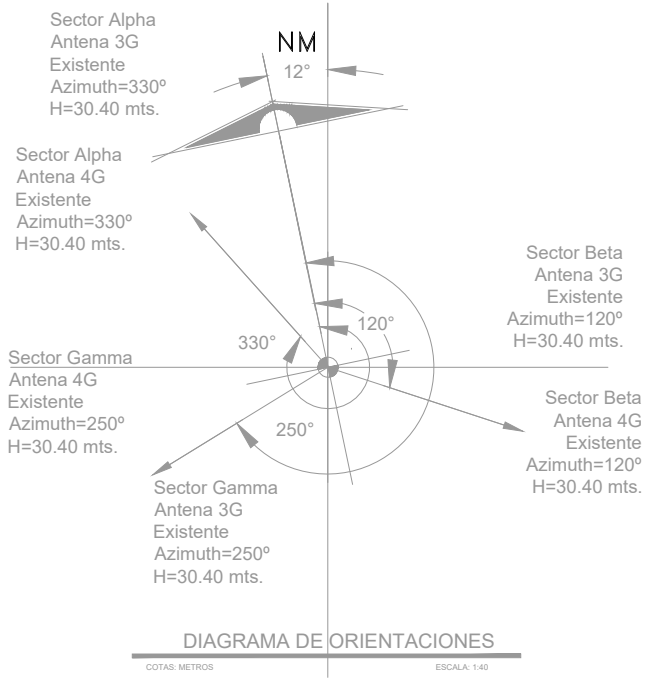 Sector Alpha
Antena 3G
Existente
Azimuth=330º
H=30.40 mts.
NM
12°
Sector Alpha
Antena 4G
Existente
Azimuth=330º
H=30.40 mts.
Sector Beta
Antena 3G
Existente
Azimuth=120º
H=30.40 mts.
120°
330°
Sector Gamma
Antena 4G
Existente
Azimuth=250º
H=30.40 mts.
Sector Beta
Antena 4G
Existente
Azimuth=120º
H=30.40 mts.
250°
Sector Gamma
Antena 3G
Existente
Azimuth=250º
H=30.40 mts.
DIAGRAMA DE ORIENTACIONES
COTAS: METROS
ESCALA: 1:40